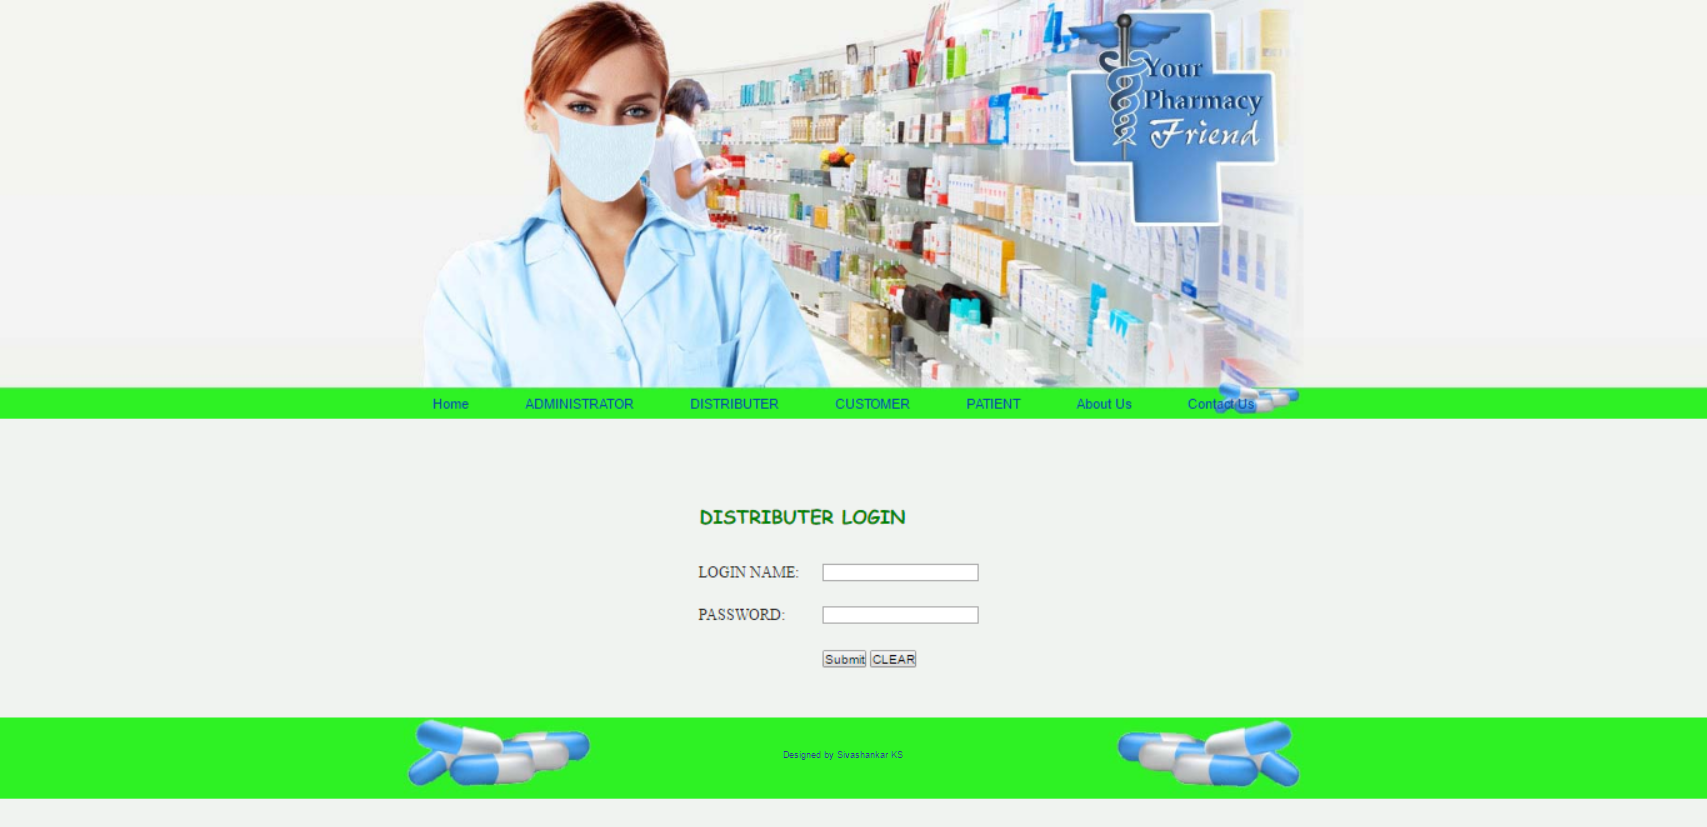 Your
Pharmacy
Friend
Home ADMINISTRATOR DISTRIBUTER CUSTOMER PATIENT About Us Contact Us
DISTRIBUTER LOGIN
LOGIN NAME:
PASSWORD:
Submit CLEAR
Designed by Sivashankar KS